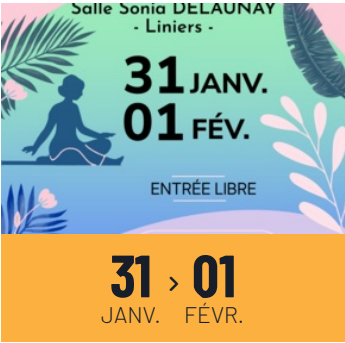 Salle Sonia DELAUNAY
- Liniers -
31 JANV.
01 FÉV.
ENTRÉE LIBRE
31 › 01
JANV. FÉVR.